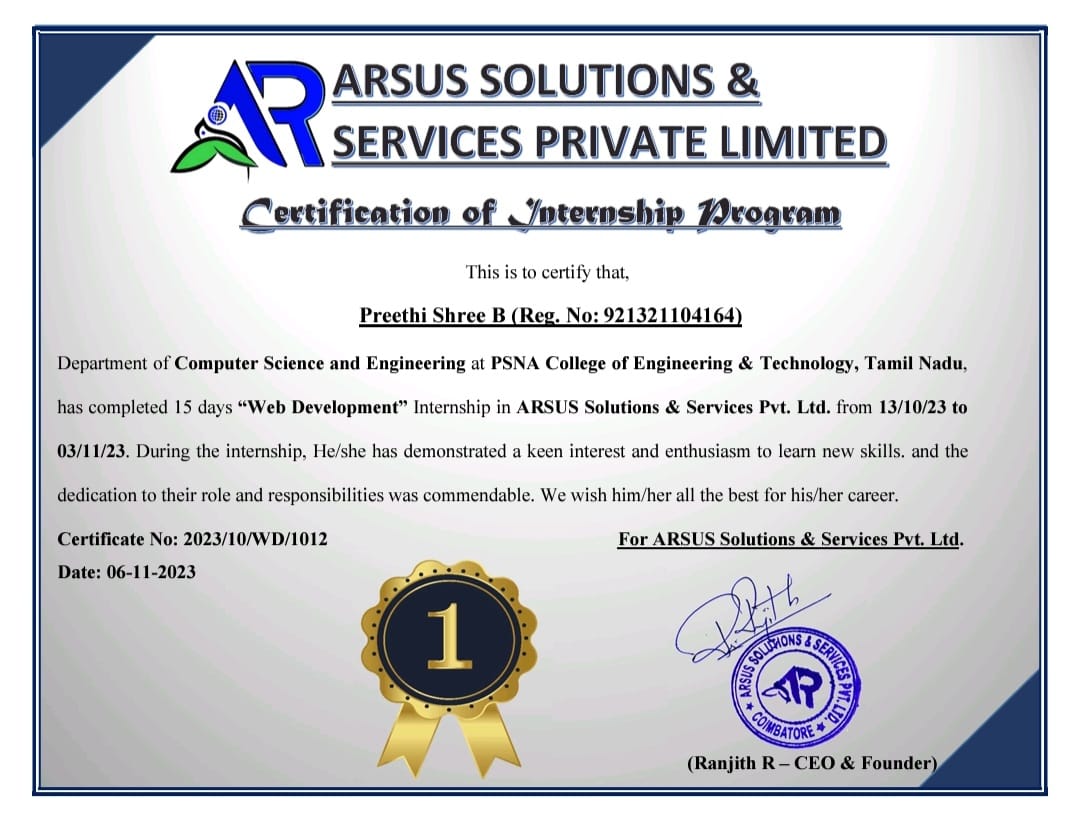 AR ARSUS SOLUTIONS &
SERVICES PRIVATE LIMITED
Certification of Internship Program
This is to certify that,
Preethi Shree B (Reg. No: 921321104164)
Department of Computer Science and Engineering at PSNA College of Engineering & Technology, Tamil Nadu,
has completed 15 days “Web Development” Internship in ARSUS Solutions & Services Pvt. Ltd. from 13/10/23 to
03/11/23. During the internship, He/she has demonstrated a keen interest and enthusiasm to learn new skills. and the
dedication to their role and responsibilities was commendable. We wish him/her all the best for his/her career.
Certificate No: 2023/10/WD/1012
For ARSUS Solutions & Services Pvt. Ltd.
Date: 06-11-2023
1
ARSUS SOLUTIONS & SERVICES PVT. LTD.
AR
★ COIMBATORE ★
(Ranjith R – CEO & Founder)